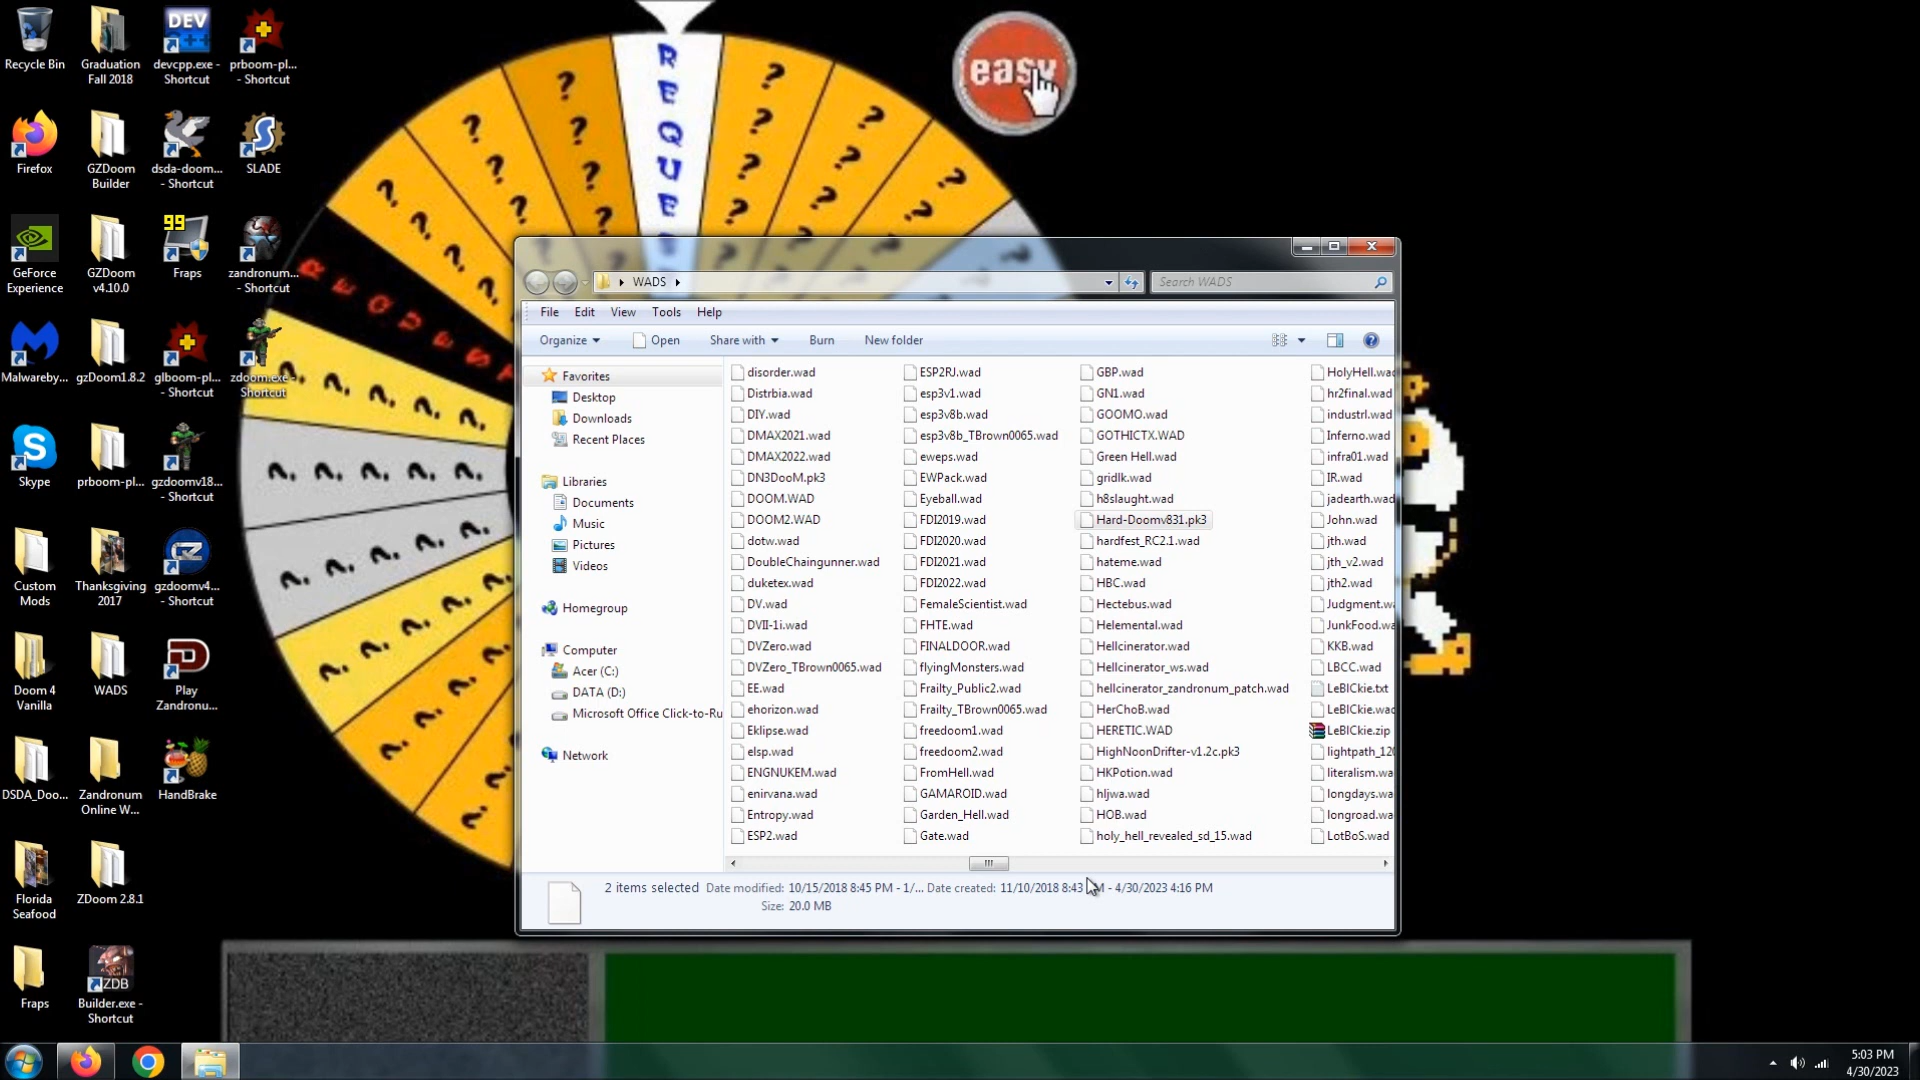 Recycle Bin
Graduation Fall 2018
devcpp.exe - Shortcut
prboom-pl... - Shortcut
Firefox
GZDoom Builder
dsda-doom... - Shortcut
SLADE
GeForce Experience
GZDoom v4.10.0
99
Fraps
zandronum... - Shortcut
Malwareby...
gzDoom1.8.2
glboom-pl... - Shortcut
zdoom.exe - Shortcut
Skype
prboom-pl...
gzdoomv18... - Shortcut
Custom Mods
Thanksgiving 2017
gzdoomv4... - Shortcut
Doom 4 Vanilla
WADS
Play Zandronu...
DSDA_Doo...
Zandronum Online W...
HandBrake
Florida Seafood
ZDoom 2.8.1
Fraps
ZDB
Builder.exe - Shortcut
DEV
REQUES
REQUEST
easy
WADS
Search WADS
File Edit View Tools Help
Organize Open Share with Burn New folder
Favorites
Desktop
Downloads
Recent Places
Libraries
Documents
Music
Pictures
Videos
Homegroup
Computer
Acer (C:)
DATA (D:)
Microsoft Office Click-to-Ru
Network
disorder.wad
Distrbia.wad
DIY.wad
DMAX2021.wad
DMAX2022.wad
DN3DooM.pk3
DOOM.WAD
DOOM2.WAD
dotw.wad
DoubleChaingunner.wad
duketex.wad
DV.wad
DVII-1i.wad
DVZero.wad
DVZero_TBrown0065.wad
EE.wad
ehorizon.wad
Eklipse.wad
elsp.wad
ENGNUKEM.wad
enirvana.wad
Entropy.wad
ESP2.wad
ESP2RJ.wad
esp3v1.wad
esp3v8b.wad
esp3v8b_TBrown0065.wad
eweps.wad
EWPack.wad
Eyeball.wad
FDI2019.wad
FDI2020.wad
FDI2021.wad
FDI2022.wad
FemaleScientist.wad
FHTE.wad
FINALDOOR.wad
flyingMonsters.wad
Frailty_Public2.wad
Frailty_TBrown0065.wad
freedoom1.wad
freedoom2.wad
FromHell.wad
GAMAROID.wad
Garden_Hell.wad
Gate.wad
GBP.wad
GN1.wad
GOOMO.wad
GOTHICTX.WAD
Green Hell.wad
gridlk.wad
h8slaught.wad
Hard-Doomv831.pk3
hardfest_RC2.1.wad
hateme.wad
HBC.wad
Hectebus.wad
Helemental.wad
Hellcinerator.wad
Hellcinerator_ws.wad
hellcinerator_zandronum_patch.wad
HerChoB.wad
HERETIC.WAD
HighNoonDrifter-v1.2c.pk3
HKPotion.wad
hljwa.wad
HOB.wad
holy_hell_revealed_sd_15.wad
HolyHell.wad
hr2final.wad
industrl.wad
Inferno.wad
infra01.wad
IR.wad
jadearth.wad
John.wad
jth.wad
jth_v2.wad
jth2.wad
Judgment.wa
JunkFood.wa
KKB.wad
LBCC.wad
LeBICkie.txt
LeBICkie.wad
LeBICkie.zip
lightpath_120
literalism.wa
longdays.wa
longroad.wa
LotBoS.wad
2 items selected Date modified: 10/15/2018 8:45 PM - 1/... Date created: 11/10/2018 8:43 M - 4/30/2023 4:16 PM
Size: 20.0 MB
5:03 PM
4/30/2023